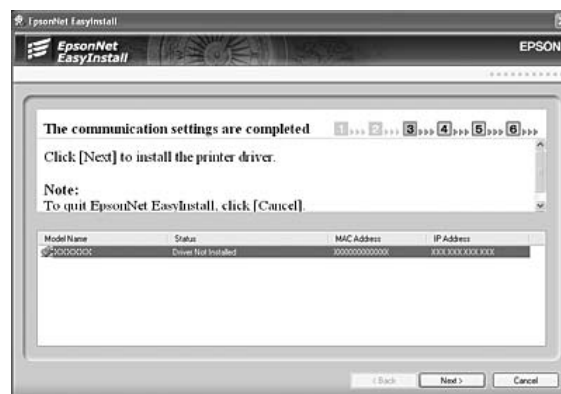 EpsonNet EasyInstall
EpsonNet
EasyInstall
EPSON
The communication settings are completed 1 2 3 4 5 6
Click [Next] to install the printer driver.
Note:
To quit EpsonNet EasyInstall, click [Cancel].
Model Name Status MAC Address IP Address
XXXXXXX Driver Not Installed XXXXXXXXXXXX XXX.XXX.XXX.XXX
< Back Next > Cancel